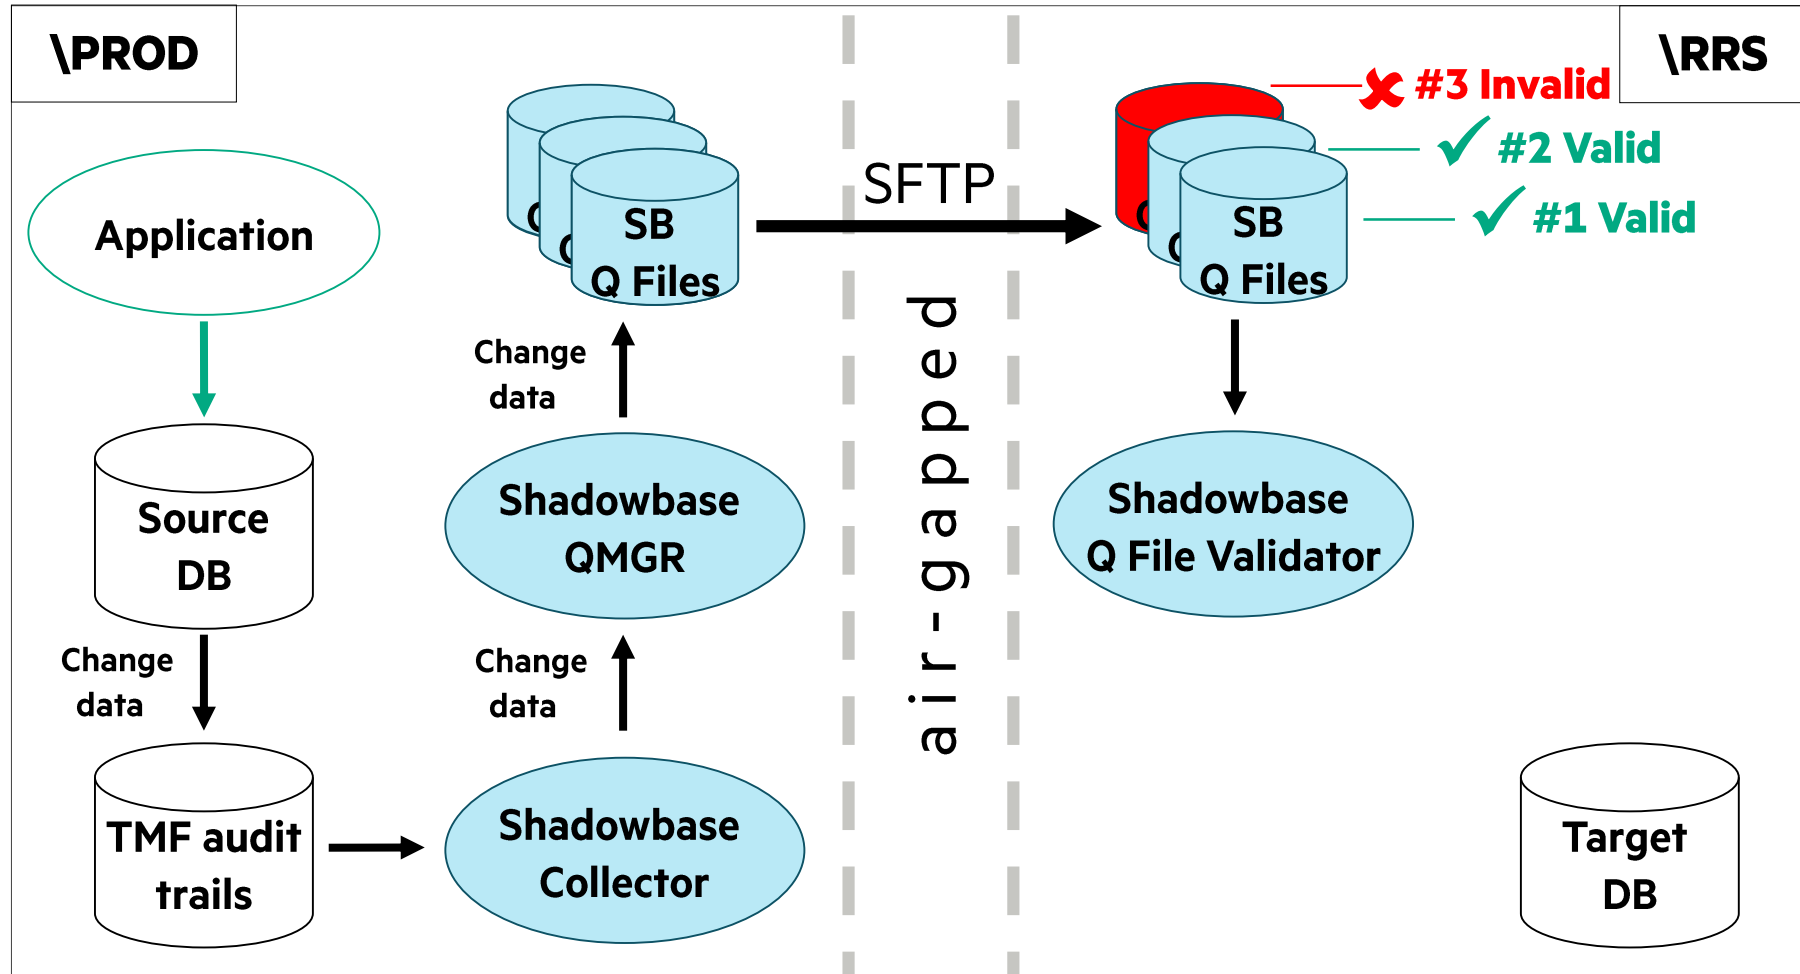 \PROD
\RRS
#3 Invalid
#2 Valid
#1 Valid
SFTP
Application
SB
Q Files
SB
Q Files
Change
data
Shadowbase
QMGR
Shadowbase
Q File Validator
Source
DB
Change
data
Change
data
air-gapped
TMF audit
trails
Shadowbase
Collector
Target
DB